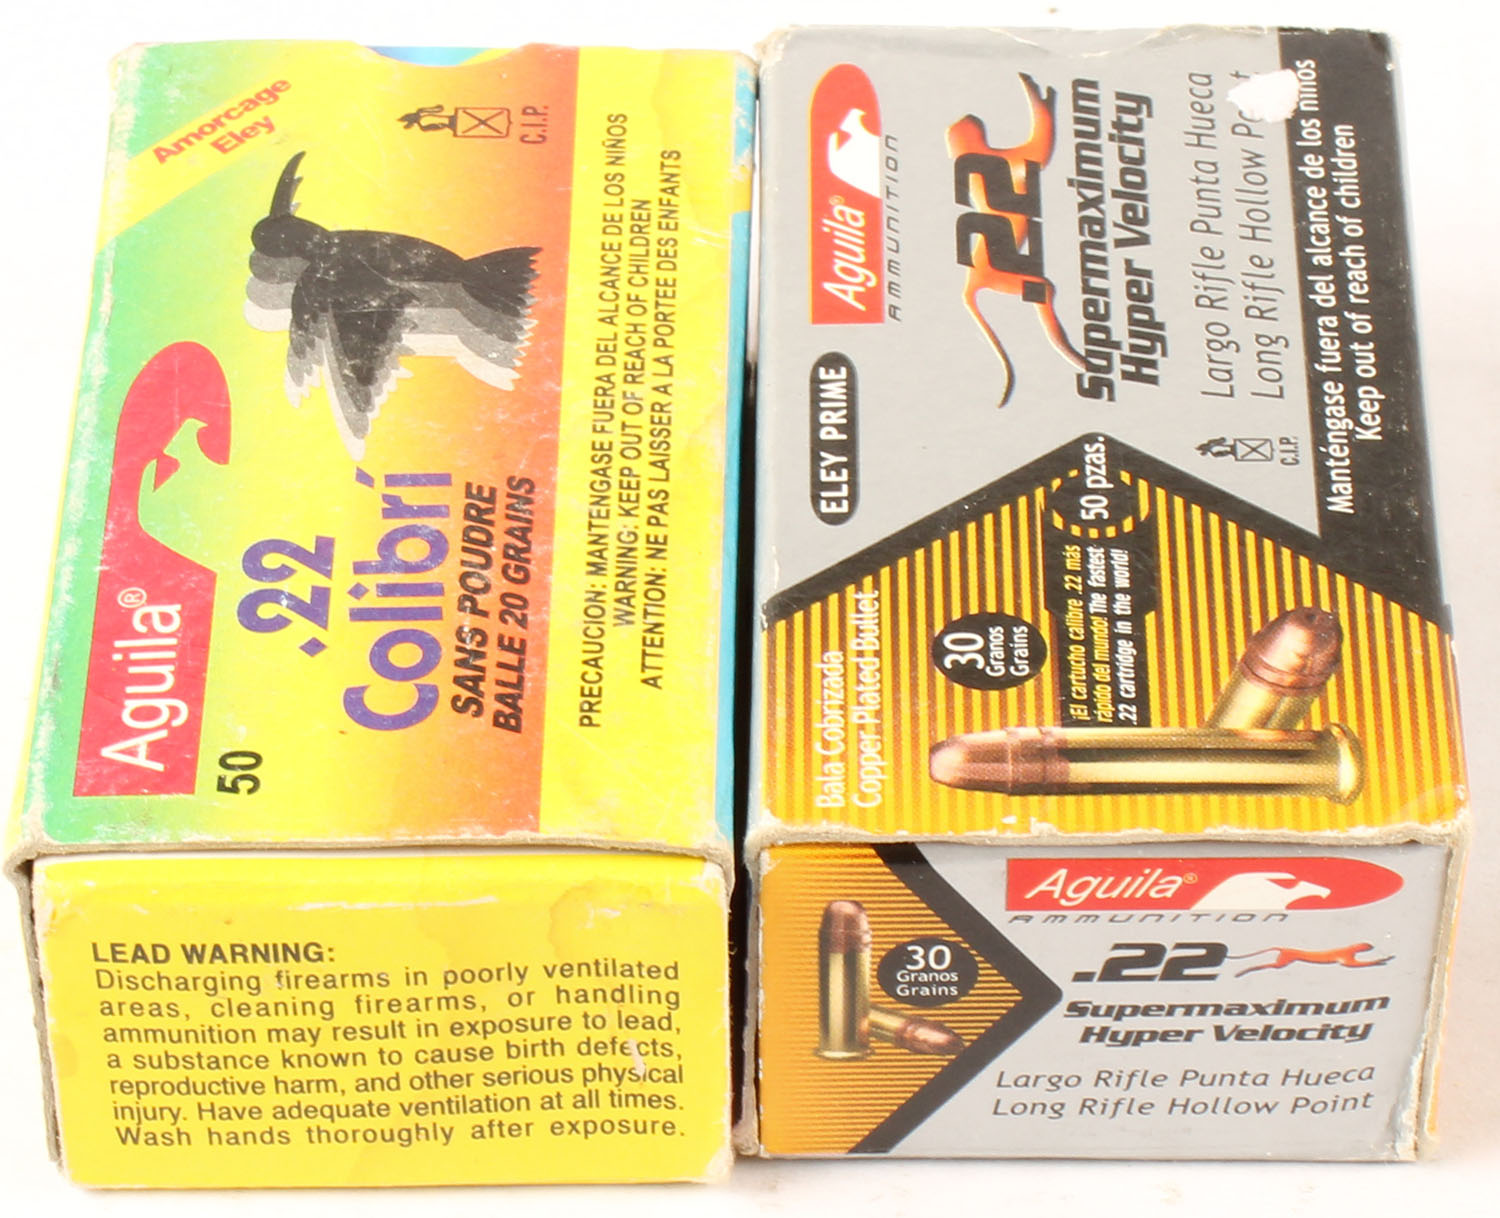 Amorcage
Eley
C.I.P.
Aguila®
50
.22
Colibrí
SANS POUDRE
BALLE 20 GRAINS
PRECAUCION: MANTENGASE FUERA DEL ALCANCE DE LOS NIÑOS
WARNING: KEEP OUT OF REACH OF CHILDREN
ATTENTION: NE PAS LAISSER A LA PORTEE DES ENFANTS
LEAD WARNING:
Discharging firearms in poorly ventilated
areas, cleaning firearms, or handling
ammunition may result in exposure to lead,
a substance known to cause birth defects,
reproductive harm, and other serious physical
injury. Have adequate ventilation at all times.
Wash hands thoroughly after exposure.
Aguila®
AMMUNITION
ELEY PRIME
.22
Supermaximum
Hyper Velocity
Largo Rifle Punta Hueca
Long Rifle Hollow
C.I.P.
Manténgase fuera del alcance de los niños
Keep out of reach of children
50 pzas.
¡El cartucho calibre .22 más
rápido del mundo! The fastest
.22 cartridge in the world!
30
Granos
Grains
Bala Cobrizada
Copper Plated Bullet
Aguila®
AMMUNITION
30
Granos
Grains
.22
Supermaximum
Hyper Velocity
Largo Rifle Punta Hueca
Long Rifle Hollow Point